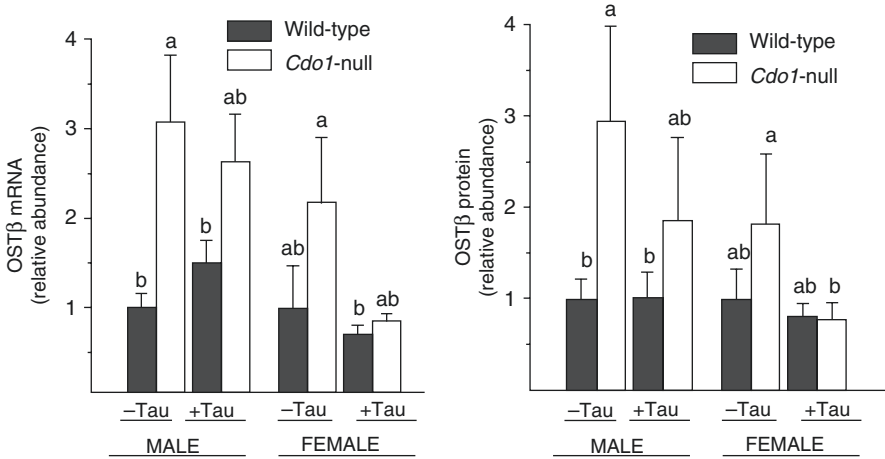 4
3
2
1
OSTβ mRNA
(relative abundance)
Wild-type
Cdo1-null
b
a
b
ab
ab
a
b
ab
–Tau
+Tau
–Tau
+Tau
MALE
FEMALE
4
3
2
1
OSTβ protein
(relative abundance)
Wild-type
Cdo1-null
b
a
b
ab
ab
a
ab
b
–Tau
+Tau
–Tau
+Tau
MALE
FEMALE